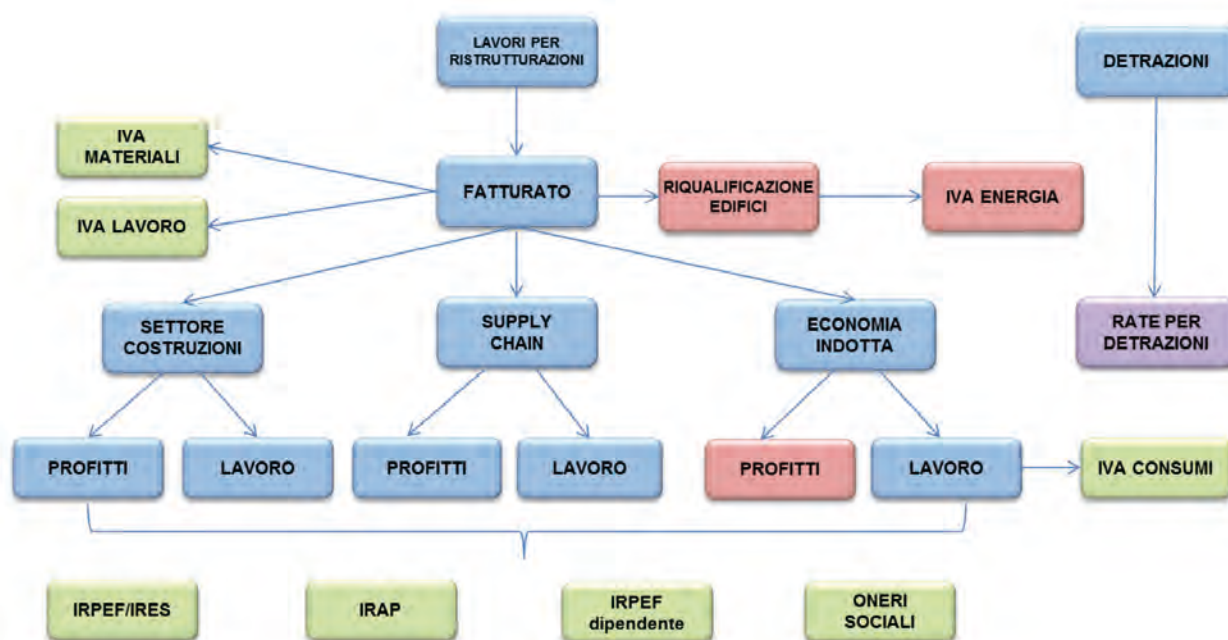 LAVORI PER
RISTRUTTURAZIONI
DETRAZIONI
IVA
MATERIALI
IVA LAVORO
FATTURATO
RIQUALIFICAZIONE
EDIFICI
IVA ENERGIA
SETTORE
COSTRUZIONI
SUPPLY
CHAIN
ECONOMIA
INDOTTA
RATE PER
DETRAZIONI
PROFITTI
LAVORO
PROFITTI
LAVORO
PROFITTI
LAVORO
IVA CONSUMI
IRPEF/IRES
IRAP
IRPEF
dipendente
ONERI
SOCIALI